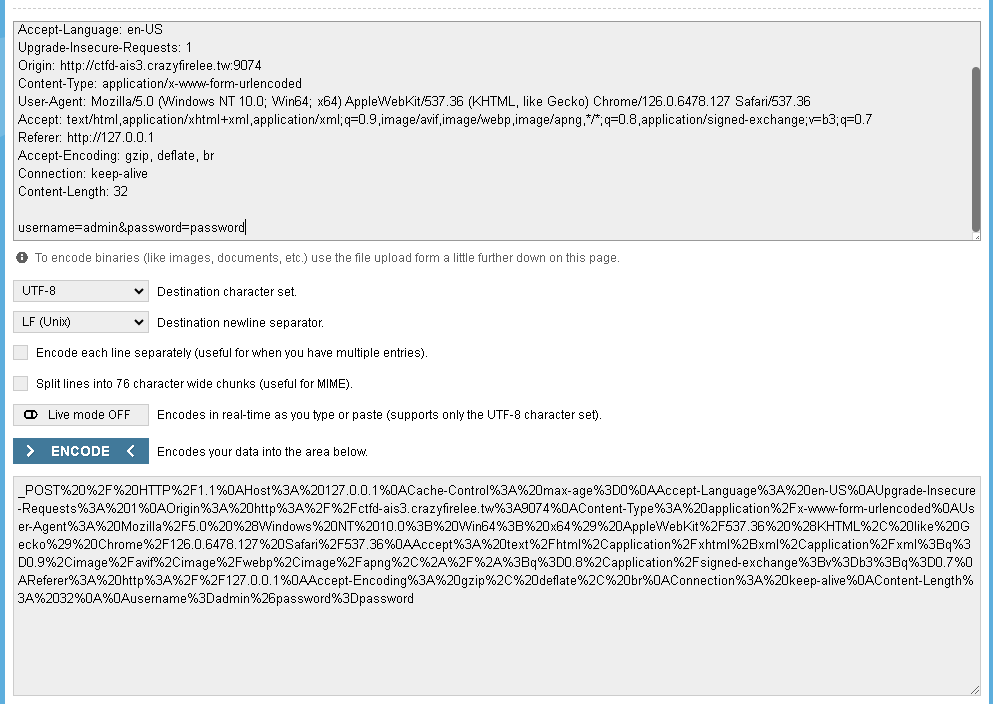 Accept-Language: en-US
Upgrade-Insecure-Requests: 1
Origin: http://ctfd-ais3.crazyfirelee.tw:9074
Content-Type: application/x-www-form-urlencoded
User-Agent: Mozilla/5.0 (Windows NT 10.0; Win64; x64) AppleWebKit/537.36 (KHTML, like Gecko) Chrome/126.0.6478.127 Safari/537.36
Accept: text/html,application/xhtml+xml,application/xml;q=0.9,image/avif,image/webp,image/apng,*/*;q=0.8,application/signed-exchange;v=b3;q=0.7
Referer: http://127.0.0.1
Accept-Encoding: gzip, deflate, br
Connection: keep-alive
Content-Length: 32
username=admin&password=password
To encode binaries (like images, documents, etc.) use the file upload form a little further down on this page.
UTF-8 Destination character set.
LF (Unix) Destination newline separator.
Encode each line separately (useful for when you have multiple entries).
Split lines into 76 character wide chunks (useful for MIME).
Live mode OFF Encodes in real-time as you type or paste (supports only the UTF-8 character set).
> ENCODE < Encodes your data into the area below.
_POST%20%2F%20HTTP%2F1.1%0AHost%3A%20127.0.0.1%0ACache-Control%3A%20max-age%3D0%0AAccept-Language%3A%20en-US%0AUpgrade-Insecure
-Requests%3A%201%0AOrigin%3A%20http%3A%2F%2Fctfd-ais3.crazyfirelee.tw%3A9074%0AContent-Type%3A%20application%2Fx-www-form-urlencoded%0AUs
er-Agent%3A%20Mozilla%2F5.0%20%28Windows%20NT%2010.0%3B%20Win64%3B%20x64%29%20AppleWebKit%2F537.36%20%28KHTML%2C%20like%20G
ecko%29%20Chrome%2F126.0.6478.127%20Safari%2F537.36%0AAccept%3A%20text%2Fhtml%2Capplication%2Fxhtml%2Bxml%2Capplication%2Fxml%3Bq%3
D0.9%2Cimage%2Favif%2Cimage%2Fwebp%2Cimage%2Fapng%2C%2A%2F%2A%3Bq%3D0.8%2Capplication%2Fsigned-exchange%3Bv%3Db3%3Bq%3D0.7%0
AReferer%3A%20http%3A%2F%2F127.0.0.1%0AAccept-Encoding%3A%20gzip%2C%20deflate%2C%20br%0AConnection%3A%20keep-alive%0AContent-Length%
3A%2032%0A%0Ausername%3Dadmin%26password%3Dpassword